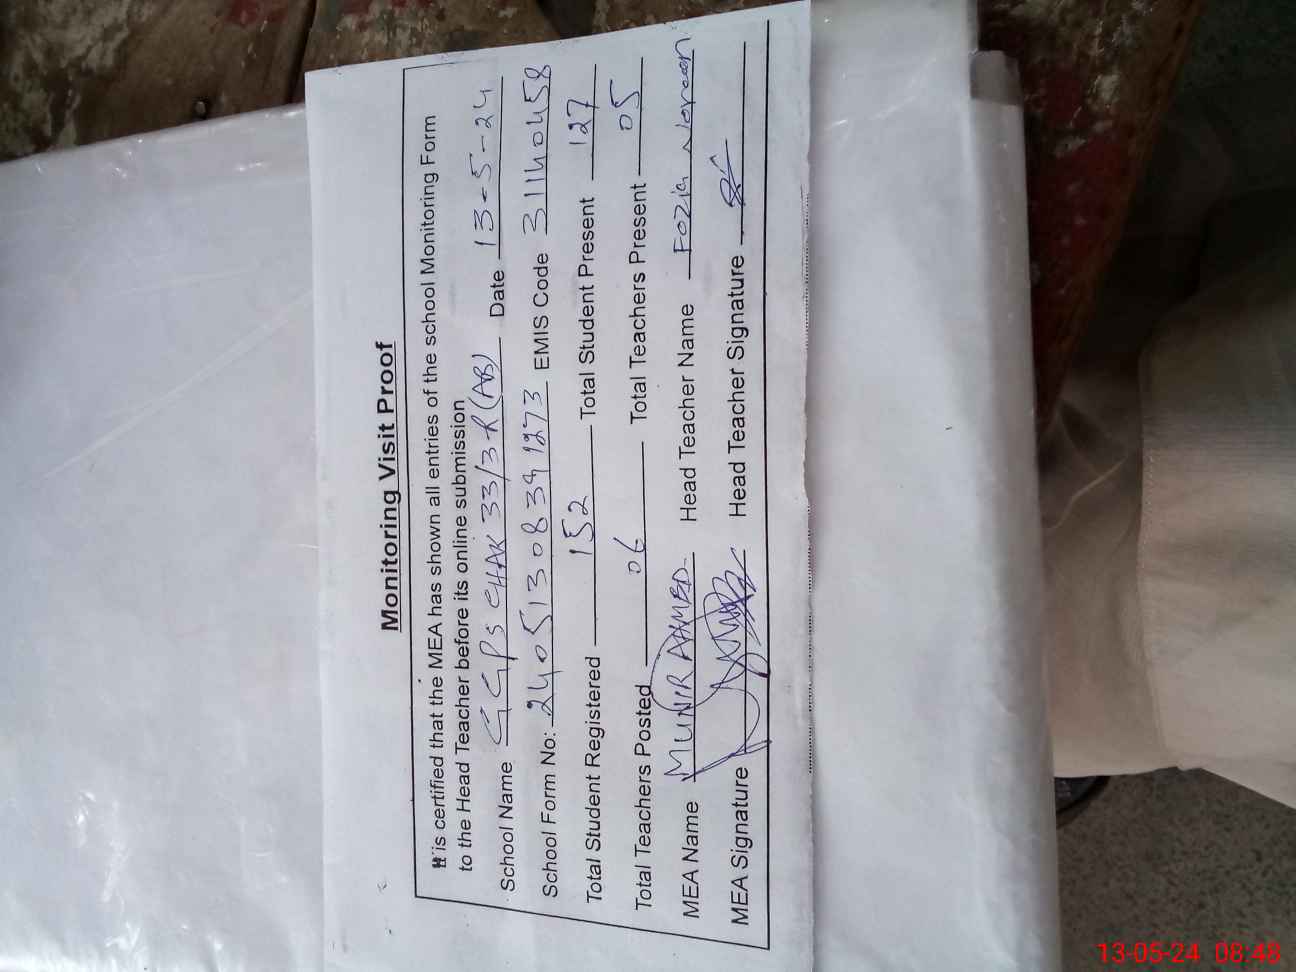 Monitoring Visit Proof
It is certified that the MEA has shown all entries of the school Monitoring Form
to the Head Teacher before its online submission
School Name GGPS CHAK 33/3-R(AB) Date 13-5-24
School Form No: EMIS Code 31140458
Total Student Registered 152 Total Student Present 127
Total Teachers Posted 06 Total Teachers Present 05
MEA Name MUNIR AHMED Head Teacher Name Fozia Noreen
MEA Signature Head Teacher Signature
13-05-24 08:48